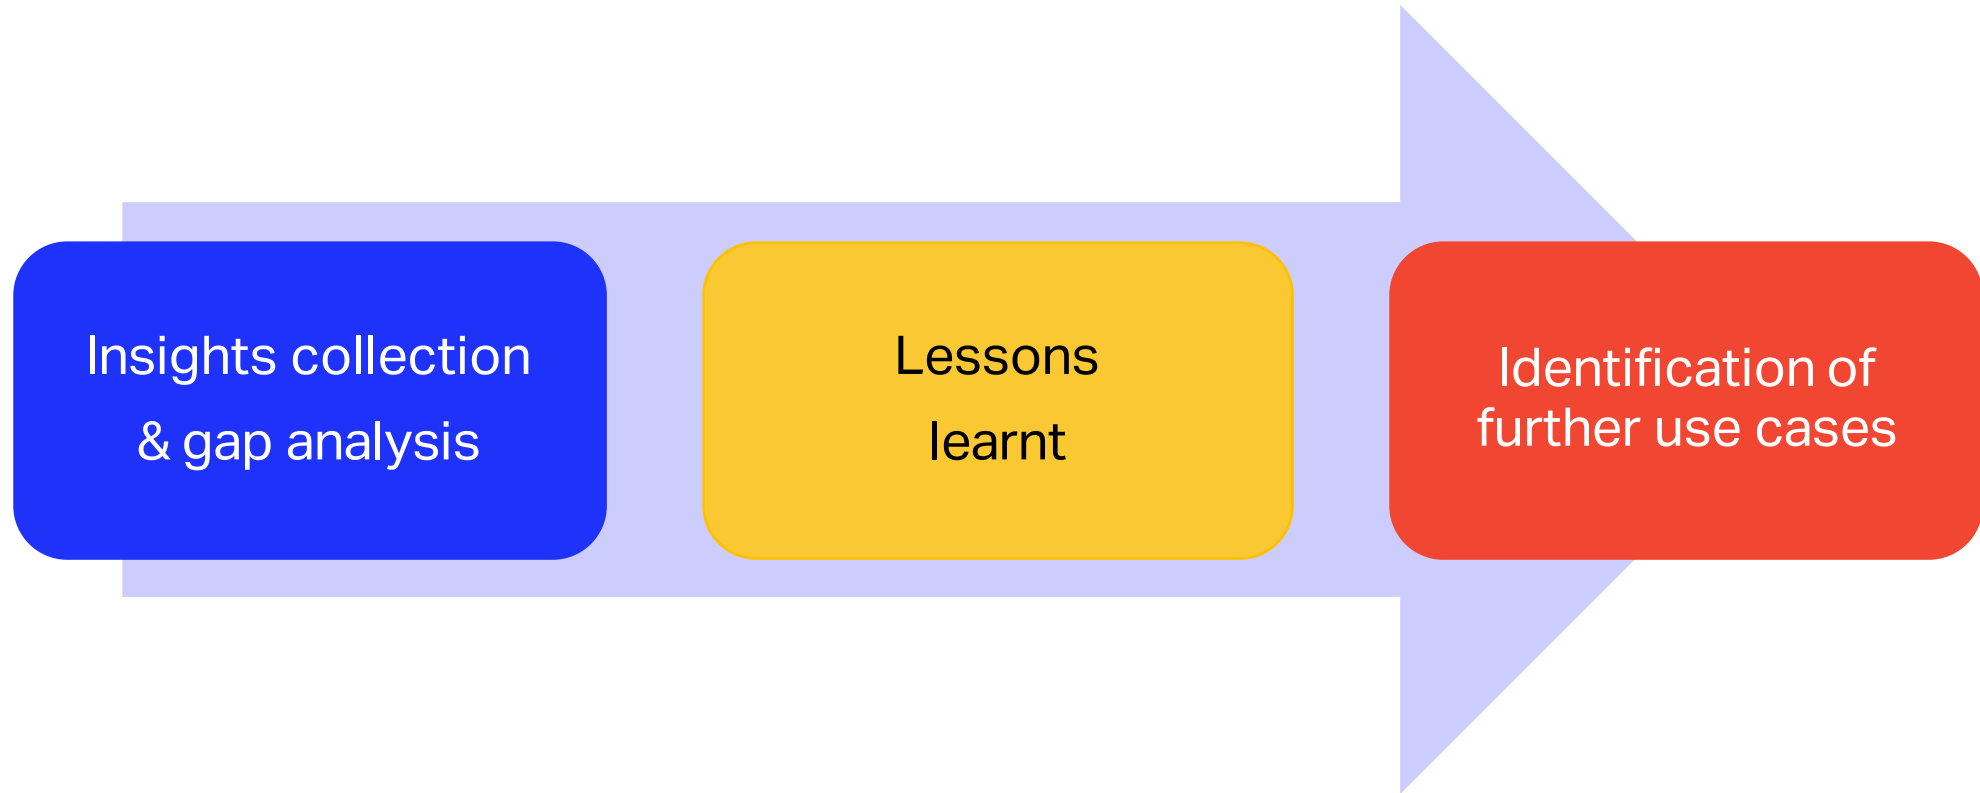 Insights collection
& gap analysis
Lessons
learnt
Identification of
further use cases